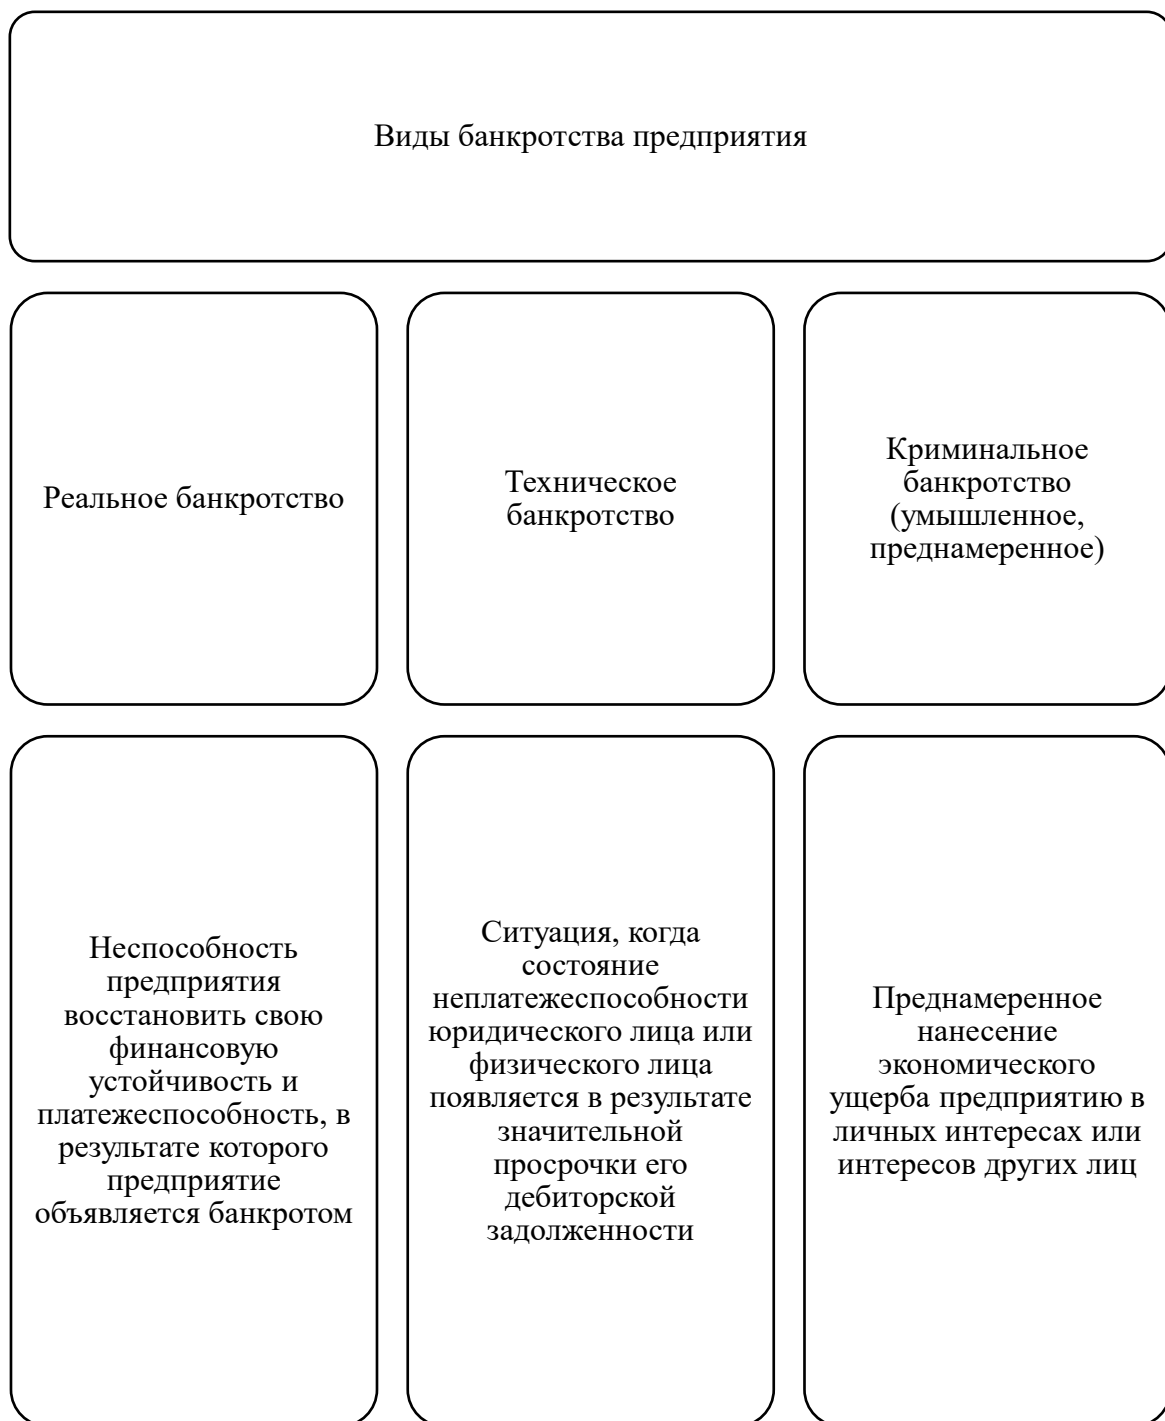 Виды банкротства предприятия
Реальное банкротство
Техническое
банкротство
Криминальное
банкротство
(умышленное,
преднамеренное)
Неспособность
предприятия
восстановить свою
финансовую
устойчивость и
платежеспособность, в
результате которого
предприятие
объявляется банкротом
Ситуация, когда
состояние
неплатежеспособности
юридического лица или
физического лица
появляется в результате
значительной
просрочки его
дебиторской
задолженности
Преднамеренное
нанесение
экономического
ущерба предприятию в
личных интересах или
интересов других лиц